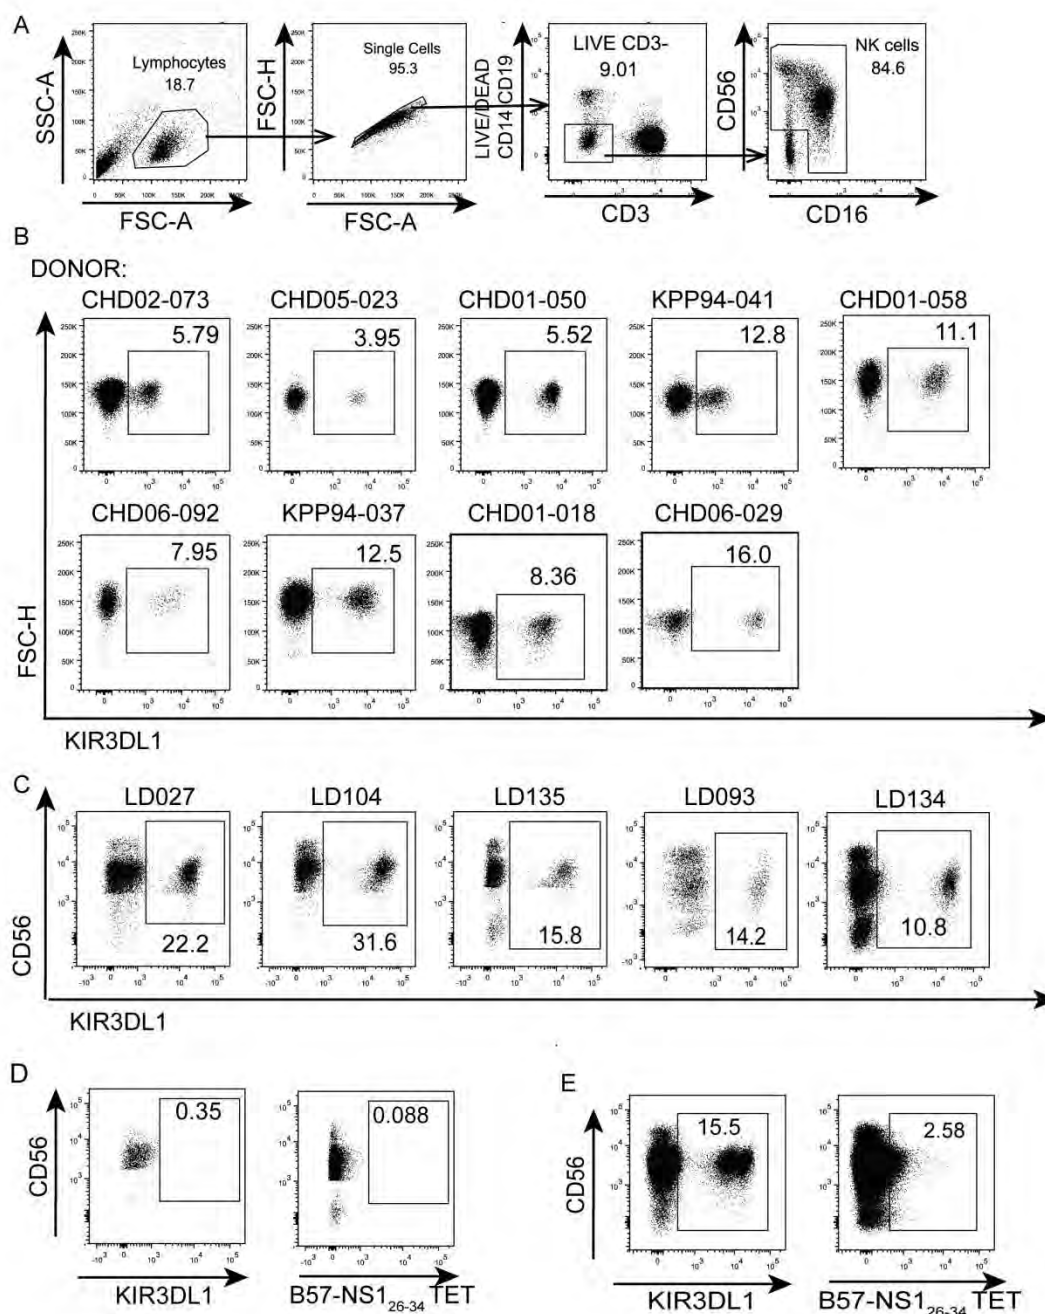 A
SSC-A
Lymphocytes
18.7
FSC-A
FSC-H
Single Cells
95.3
FSC-A
LIVE/DEAD
CD14 CD19
LIVE CD3-
9.01
CD3
CD56
NK cells
84.6
CD16
B
DONOR:
CHD02-073 CHD05-023 CHD01-050 KPP94-041 CHD01-058
5.79 3.95 5.52 12.8 11.1
CHD06-092 KPP94-037 CHD01-018 CHD06-029
7.95 12.5 8.36 16.0
FSC-H
KIR3DL1
C
LD027 LD104 LD135 LD093 LD134
22.2 31.6 15.8 14.2 10.8
CD56
KIR3DL1
D
CD56
0.35
KIR3DL1
0.088
B57-NS1₂₆₋₃₄ TET
E
CD56
15.5
KIR3DL1
2.58
B57-NS1₂₆₋₃₄ TET